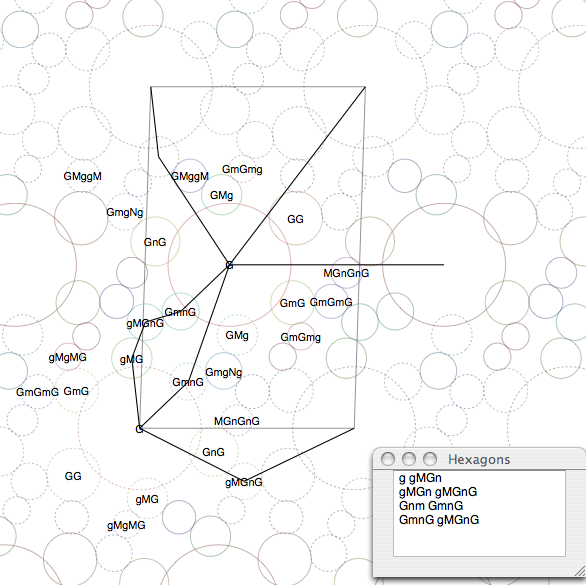 GMggM
GMggM
GmGmg
GMg
GmgNg
GG
GnG
G
MGnGnG
GmG
GmGmG
GmnG
gMGnG
GMg
GmGmg
gMgMG
gMG
GmgNg
GmnG
GmGmG
GmG
MGnGnG
G
GnG
GG
gMGnG
gMG
gMgMG
Hexagons
g gMGn
gMGn gMGnG
Gnm GmnG
GmnG gMGnG